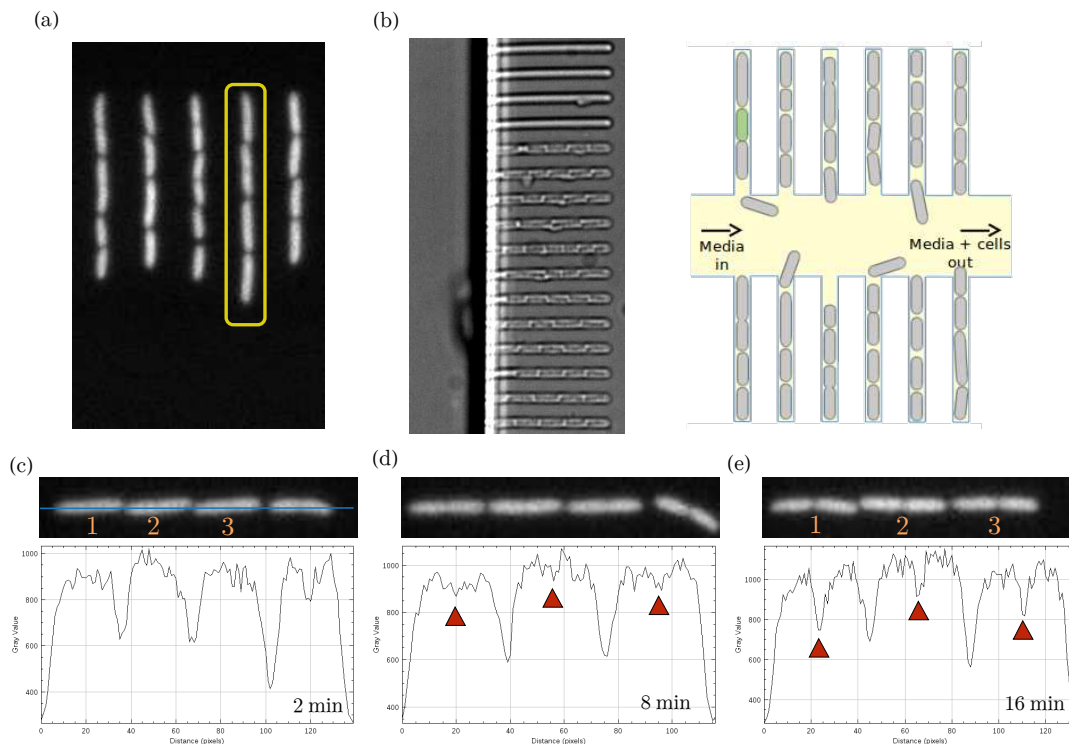 (a)
(b)
Media
in
Media + cells
out
(c)
(d)
(e)
1 2 3
1 2 3
1000
800
600
400
Gray Value
0 20 40 60 80 100 120
Distance (pixels)
2 min
1000
800
600
400
Gray Value
0 20 40 60 80 100
Distance (pixels)
8 min
1000
800
600
400
Gray Value
0 20 40 60 80 100 120
Distance (pixels)
16 min